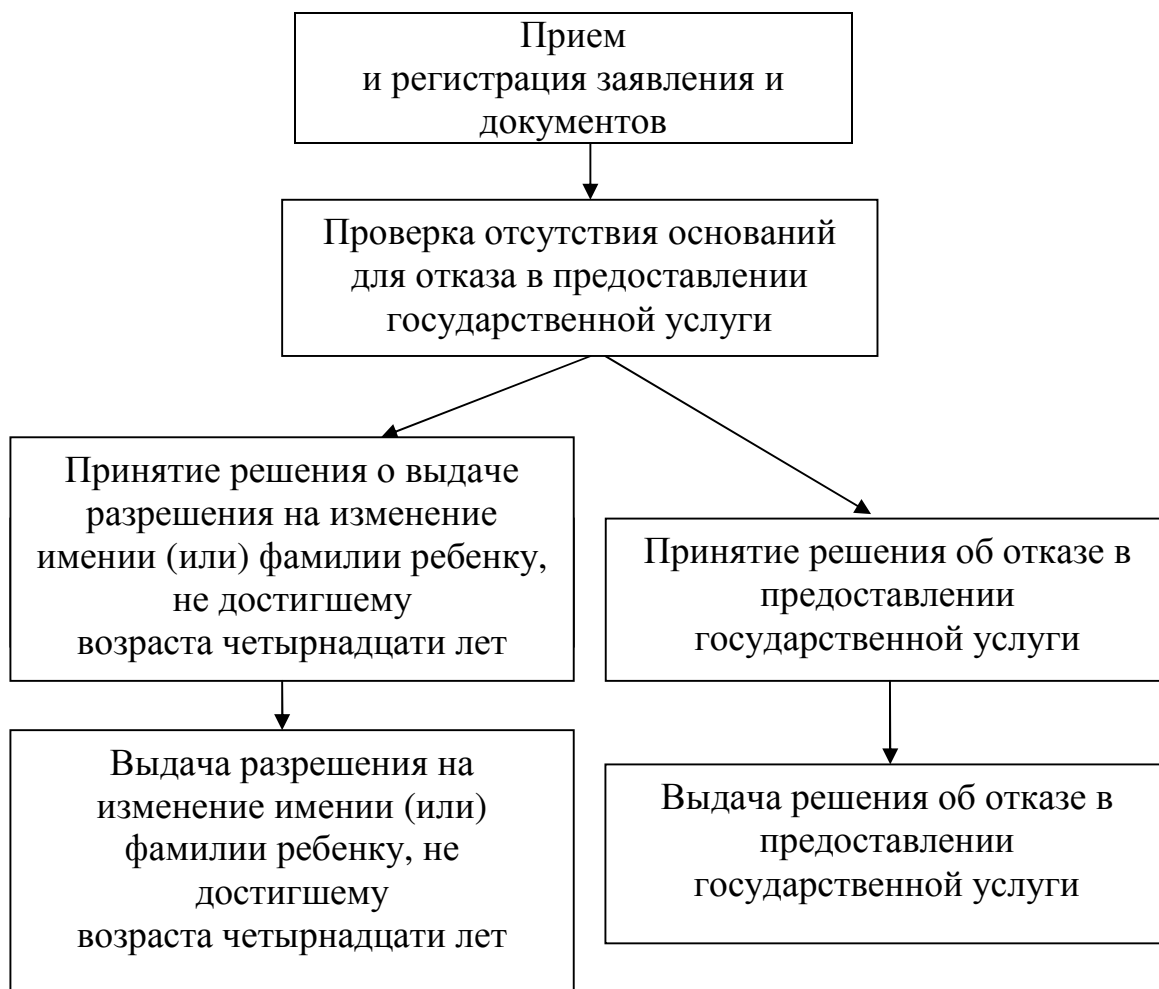 Прием
и регистрация заявления и
документов
Проверка отсутствия оснований
для отказа в предоставлении
государственной услуги
Принятие решения о выдаче
разрешения на изменение
имении (или) фамилии ребенку,
не достигшему
возраста четырнадцати лет
Принятие решения об отказе в
предоставлении
государственной услуги
Выдача разрешения на
изменение имении (или)
фамилии ребенку, не
достигшему
возраста четырнадцати лет
Выдача решения об отказе в
предоставлении
государственной услуги